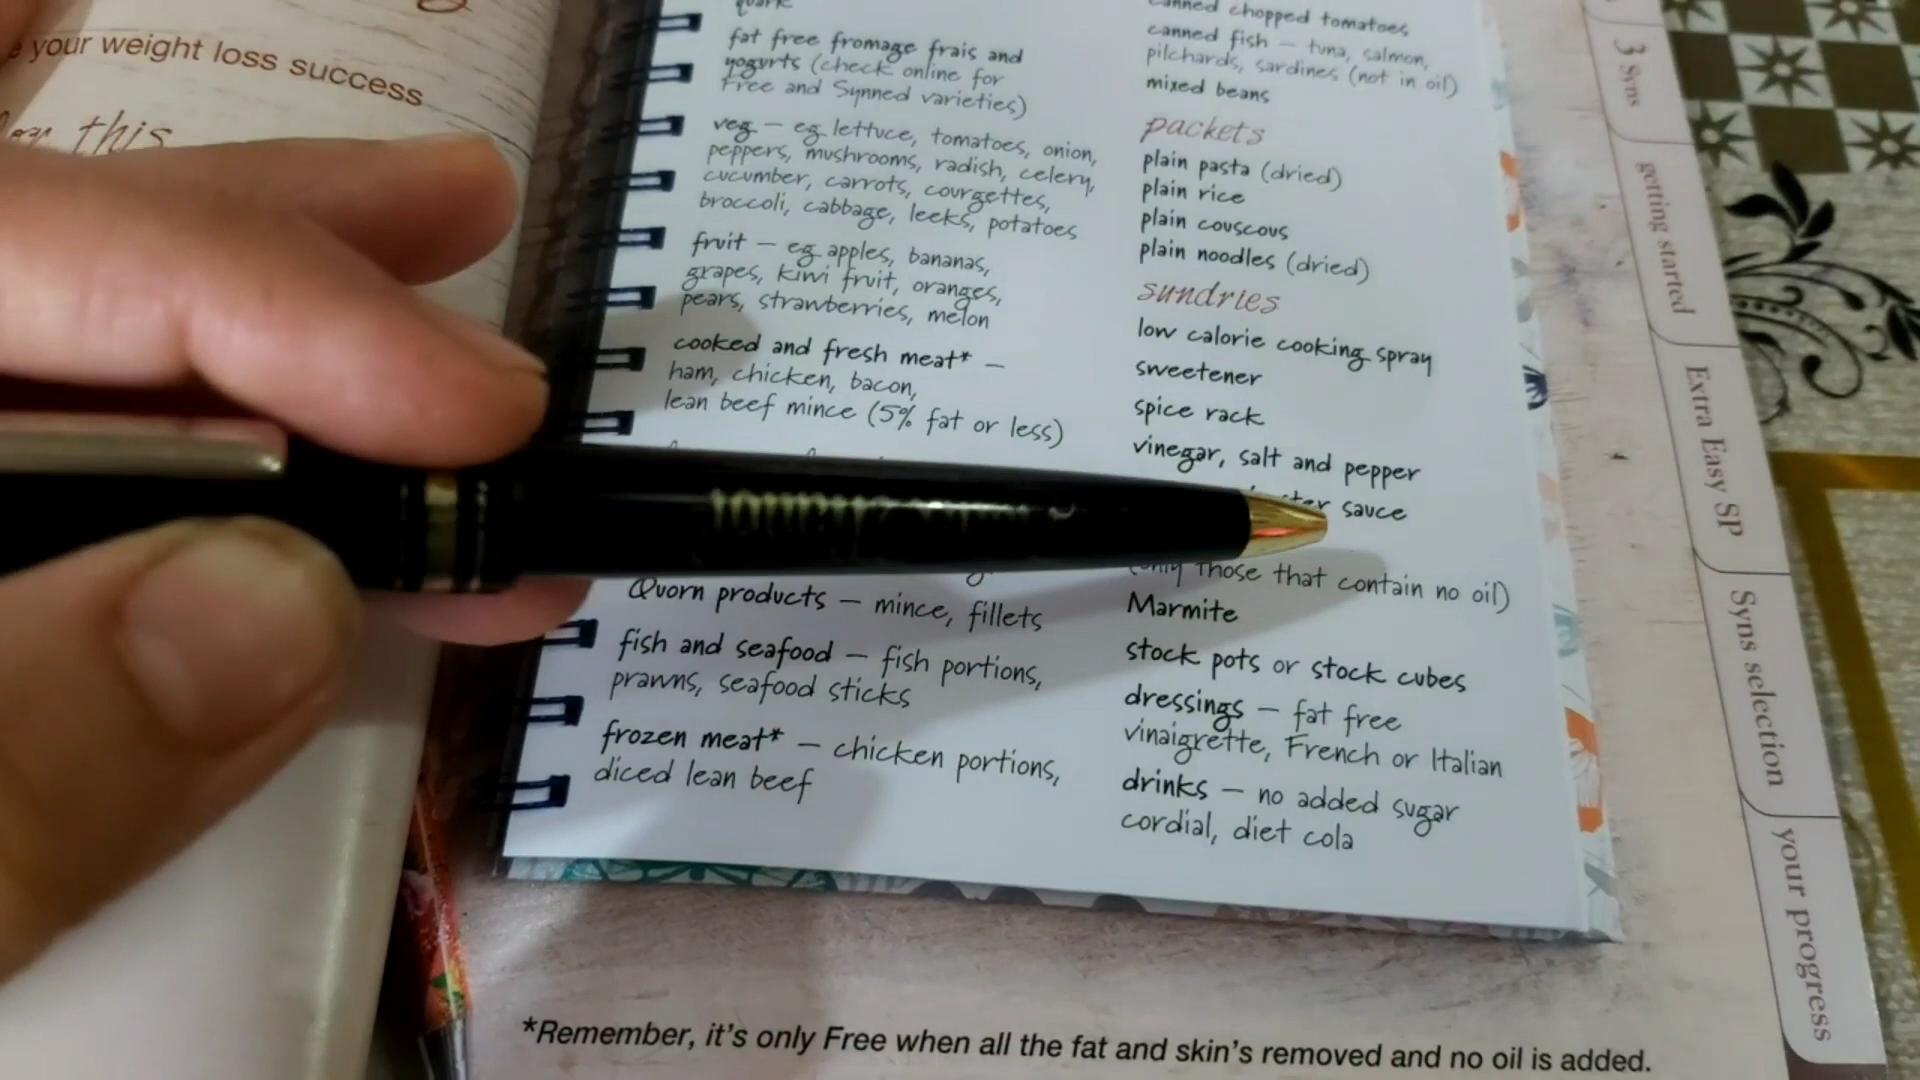 your weight loss success
this
quark
fat free fromage frais and
yogurts (check online for
Free and Synned varieties)
veg – eg lettuce, tomatoes, onion,
peppers, mushrooms, radish, celery,
cucumber, carrots, courgettes,
broccoli, cabbage, leeks, potatoes
fruit – eg apples, bananas,
grapes, kiwi fruit, oranges,
pears, strawberries, melon
cooked and fresh meat* –
ham, chicken, bacon,
lean beef mince (5% fat or less)
Quorn products – mince, fillets
fish and seafood – fish portions,
prawns, seafood sticks
frozen meat* – chicken portions,
diced lean beef
canned chopped tomatoes
canned fish – tuna, salmon,
pilchards, sardines (not in oil)
mixed beans
packets
plain pasta (dried)
plain rice
plain couscous
plain noodles (dried)
sundries
low calorie cooking spray
sweetener
spice rack
vinegar, salt and pepper
sauce
(only those that contain no oil)
Marmite
stock pots or stock cubes
dressings – fat free
vinaigrette, French or Italian
drinks – no added sugar
cordial, diet cola
*Remember, it's only Free when all the fat and skin's removed and no oil is added.
3 Syns
getting started
Extra Easy SP
Syns selection
your progress